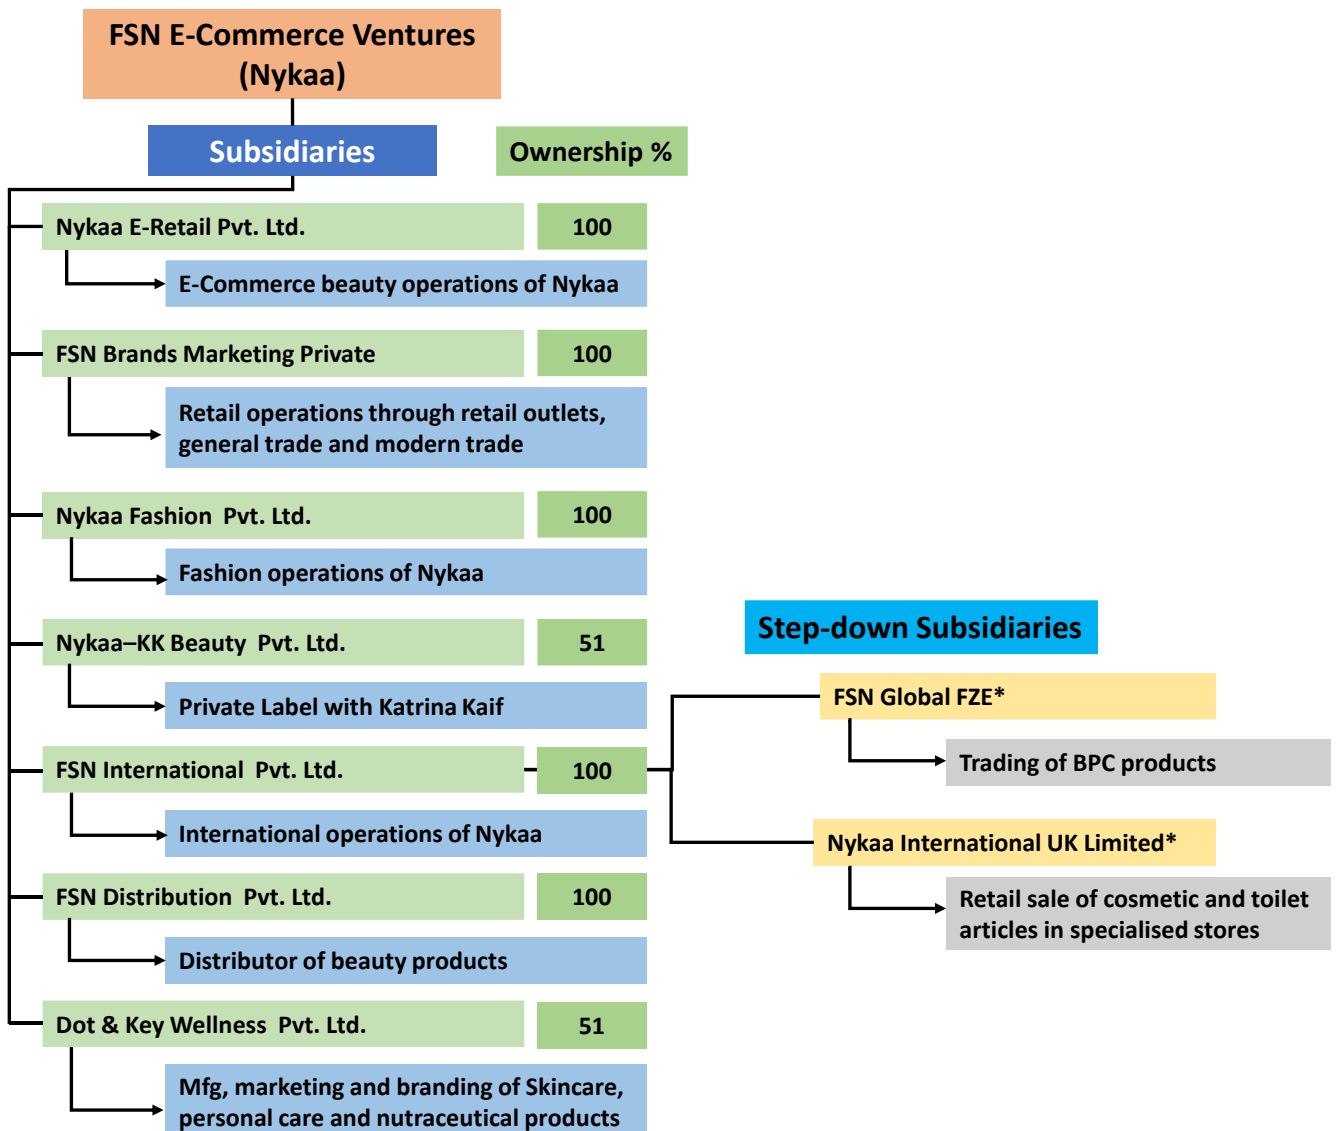 FSN E-Commerce Ventures
(Nykaa)
Subsidiaries
Ownership %
Nykaa E-Retail Pvt. Ltd.
100
E-Commerce beauty operations of Nykaa
FSN Brands Marketing Private
100
Retail operations through retail outlets,
general trade and modern trade
Nykaa Fashion Pvt. Ltd.
100
Fashion operations of Nykaa
Nykaa–KK Beauty Pvt. Ltd.
51
Private Label with Katrina Kaif
FSN International Pvt. Ltd.
100
International operations of Nykaa
FSN Distribution Pvt. Ltd.
100
Distributor of beauty products
Dot & Key Wellness Pvt. Ltd.
51
Mfg, marketing and branding of Skincare,
personal care and nutraceutical products
Step-down Subsidiaries
FSN Global FZE*
Trading of BPC products
Nykaa International UK Limited*
Retail sale of cosmetic and toilet
articles in specialised stores